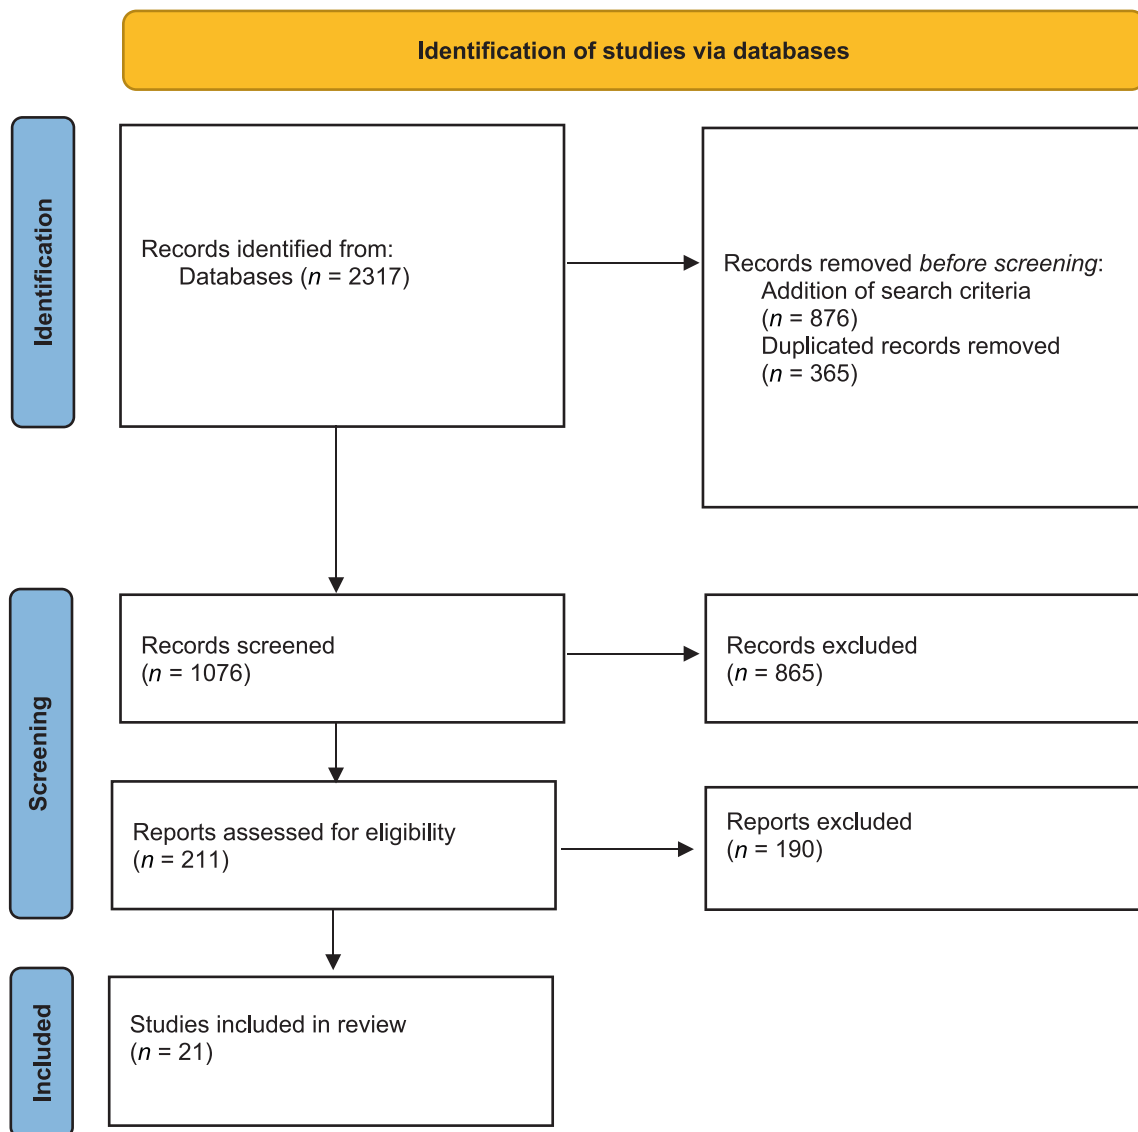 Identification of studies via databases
Identification
Records identified from:
Databases (n = 2317)
Records removed before screening:
Addition of search criteria
(n = 876)
Duplicated records removed
(n = 365)
Screening
Records screened
(n = 1076)
Records excluded
(n = 865)
Reports assessed for eligibility
(n = 211)
Reports excluded
(n = 190)
Included
Studies included in review
(n = 21)